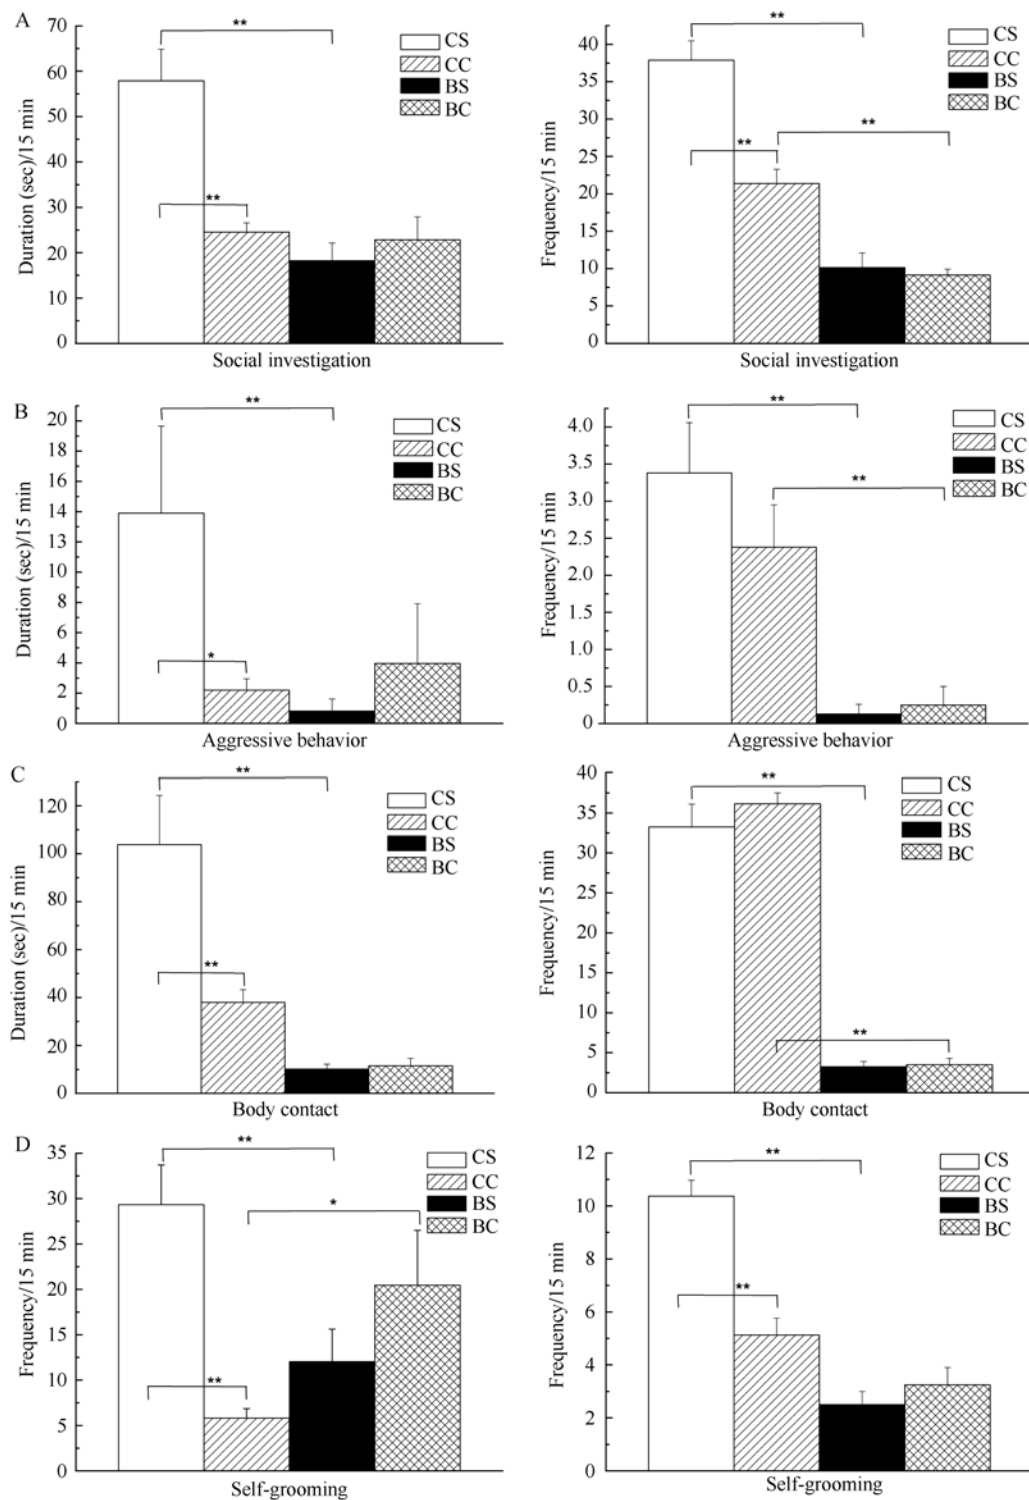 A
Duration (sec)/15 min
70
60
50
40
30
20
10
0
**
**
CS
CC
BS
BC
Social investigation
Frequency/15 min
40
35
30
25
20
15
10
5
0
**
**
**
CS
CC
BS
BC
Social investigation
B
Duration (sec)/15 min
20
18
16
14
13
10
8
6
4
2
0
**
*
CS
CC
BS
BC
Aggressive behavior
Frequency/15 min
4.0
3.5
3.0
2.5
2.0
1.5
1.0
0.5
0
**
**
CS
CC
BS
BC
Aggressive behavior
C
Duration (sec)/15 min
120
100
80
60
40
20
0
**
**
CS
CC
BS
BC
Body contact
Frequency/15 min
40
35
30
25
20
15
10
5
0
**
**
CS
CC
BS
BC
Body contact
D
Frequency/15 min
35
30
25
20
15
10
5
0
**
*
**
CS
CC
BS
BC
Self-grooming
Frequency/15 min
12
10
8
6
4
2
0
**
**
CS
CC
BS
BC
Self-grooming